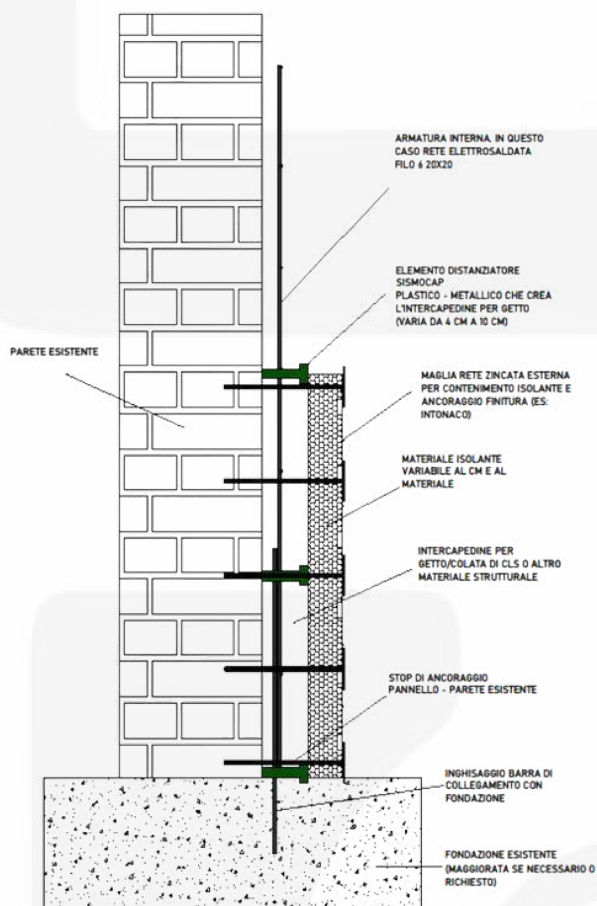 ARMATURA INTERNA, IN QUESTO
CASO RETE ELETTROSALDATA
FILO 6 20X20
ELEMENTO DISTANZIATORE
SISMOCAP
PLASTICO - METALLICO CHE CREA
L'INTERCAPEDINE PER GETTO
(VARIA DA 4 CM A 10 CM)
PARETE ESISTENTE
MAGLIA RETE ZINCATA ESTERNA
PER CONTENIMENTO ISOLANTE E
ANCORAGGIO FINITURA (ES:
INTONACO)
MATERIALE ISOLANTE
VARIABILE AL CM E AL
MATERIALE
INTERCAPEDINE PER
GETTO/COLATA DI CLS O ALTRO
MATERIALE STRUTTURALE
STOP DI ANCORAGGIO
PANNELLO - PARETE ESISTENTE
INGHISAGGIO BARRA DI
COLLEGAMENTO CON
FONDAZIONE
FONDAZIONE ESISTENTE
(MAGGIORATA SE NECESSARIO O
RICHIESTO)